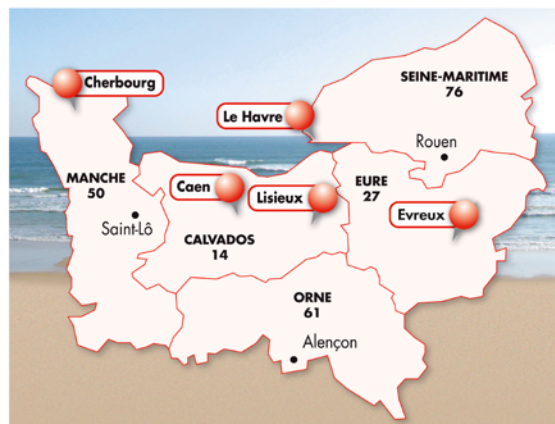 Cherbourg
SEINE-MARITIME
76
Le Havre
Rouen
MANCHE
50
Caen
Lisieux
EURE
27
Evreux
Saint-Lô
CALVADOS
14
ORNE
61
Alençon